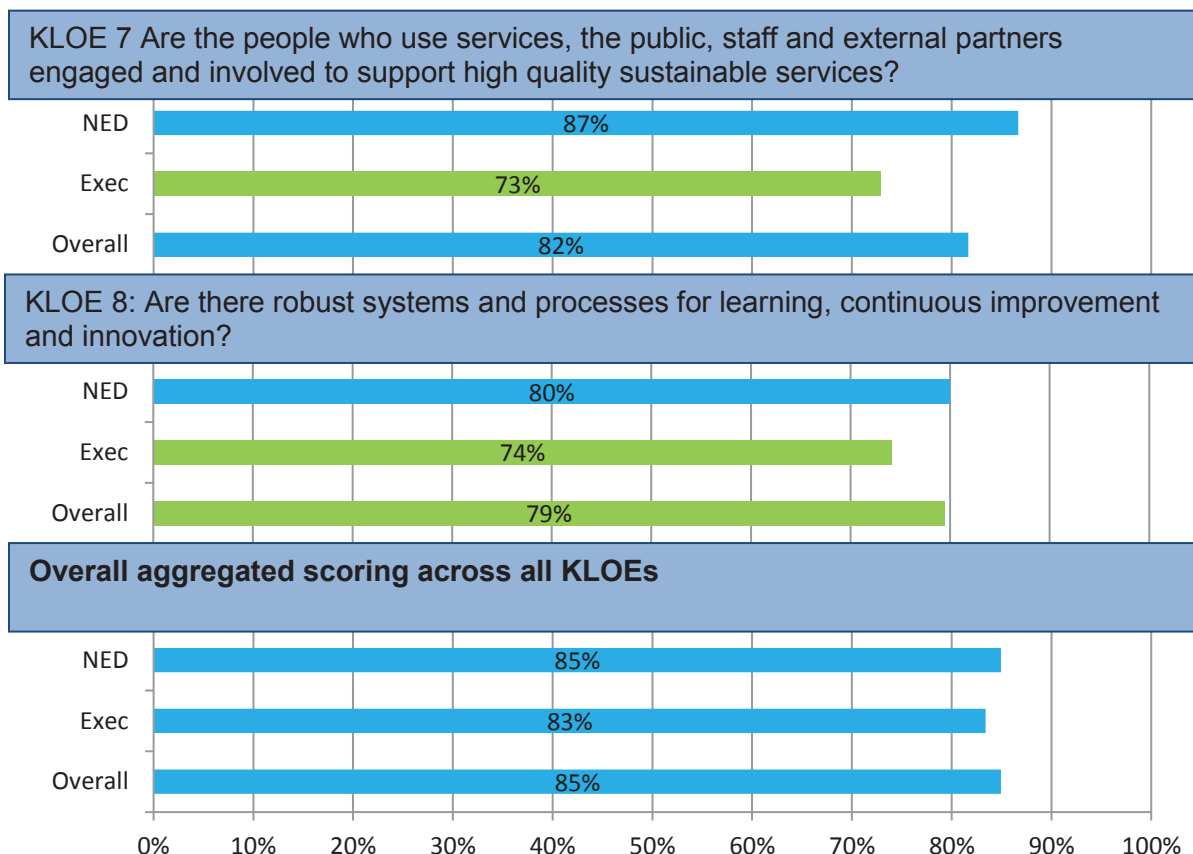 KLOE 7 Are the people who use services, the public, staff and external partners
engaged and involved to support high quality sustainable services?
NED 87%
Exec 73%
Overall 82%
KLOE 8: Are there robust systems and processes for learning, continuous improvement
and innovation?
NED 80%
Exec 74%
Overall 79%
Overall aggregated scoring across all KLOEs
NED 85%
Exec 83%
Overall 85%
0% 10% 20% 30% 40% 50% 60% 70% 80% 90% 100%